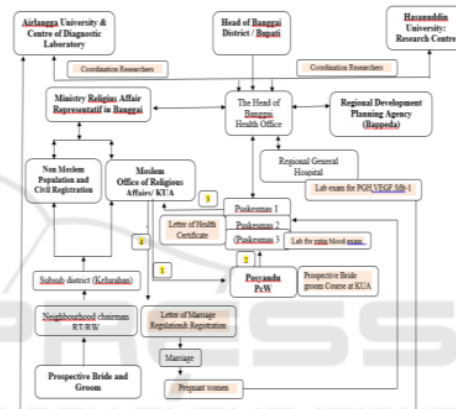 Airlangga University &
Centre of Diagnostic
Laboratory
Head of Banggai
District / Bupati
Hasanuddin
University:
Research Centre
Coordination Researchers
Coordination Researchers
Ministry Religius Affair
Representatif in Banggai
The Head of
Banggai
Health Office
Regional Development
Planning Agency
(Bappeda)
Regional General
Hospital
Non Moslem
Population and
Civil Registration
Moslem
Office of Religious
Affairs/ KUA
Lab exam for PGH,VEGF,Sflt-1
3
Puskesmas 1
Puskesmas 2
(Puskesmas 3
Letter of Health
Certificate
Lab for rutin blood exam
4
1
2
Posyandu
PcW
Prospective Bride
groom Course at KUA
Subsub district (Kelurahan)
Neighbourhood chairman
RT/RW
Letter of Marriage
Regulation& Registration
Marriage
Prospective Bride and
Groom
Pregnant women